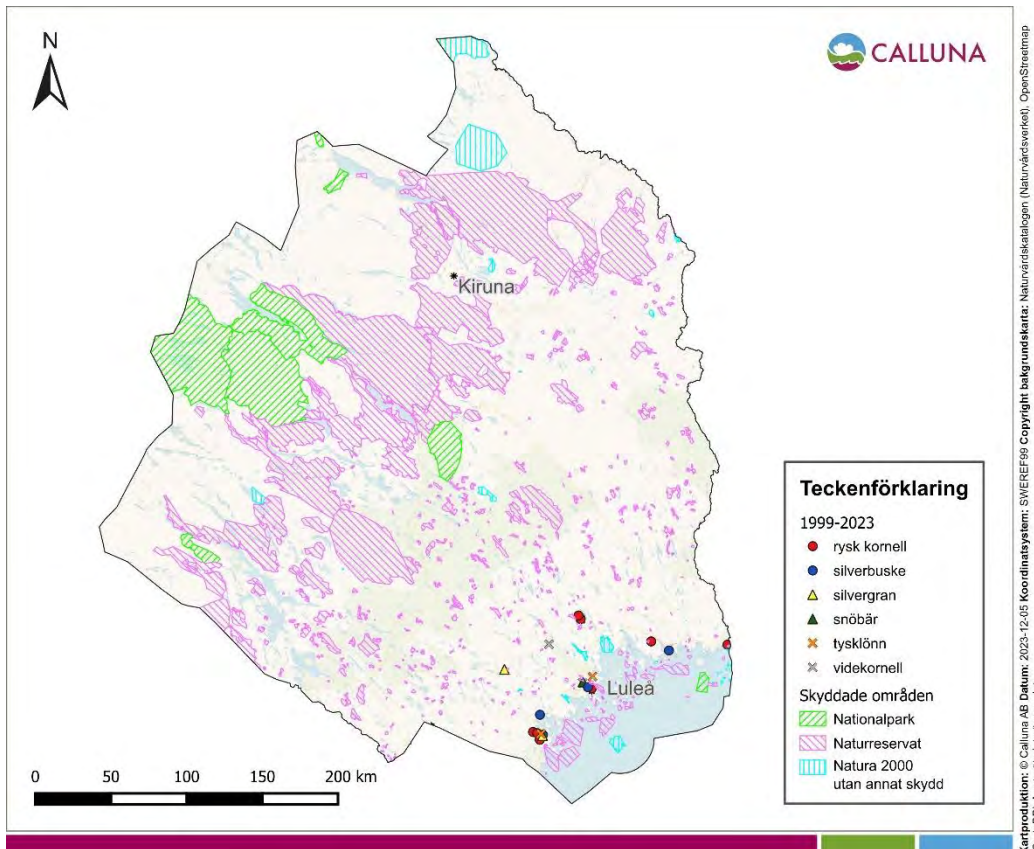 N
CALLUNA
Kiruna
Luleå
Teckenförklaring
1999-2023
rysk kornell
silverbuske
silvergran
snöbär
tysklönn
videkornell
Skyddade områden
Nationalpark
Naturreservat
Natura 2000
utan annat skydd
0 50 100 150 200 km
Kartproduktion: © Calluna AB Datum: 2023-12-05 Koordinatsystem: SWEREF99 Copyright bakgrundskarta: Naturvårdskatalogen (Naturvårdsverket), OpenStreetmap